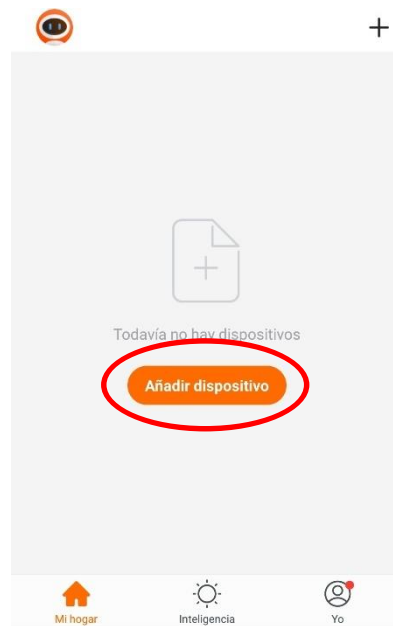 Todavía no hay dispositivos
Añadir dispositivo
Mi hogar
Inteligencia
Yo